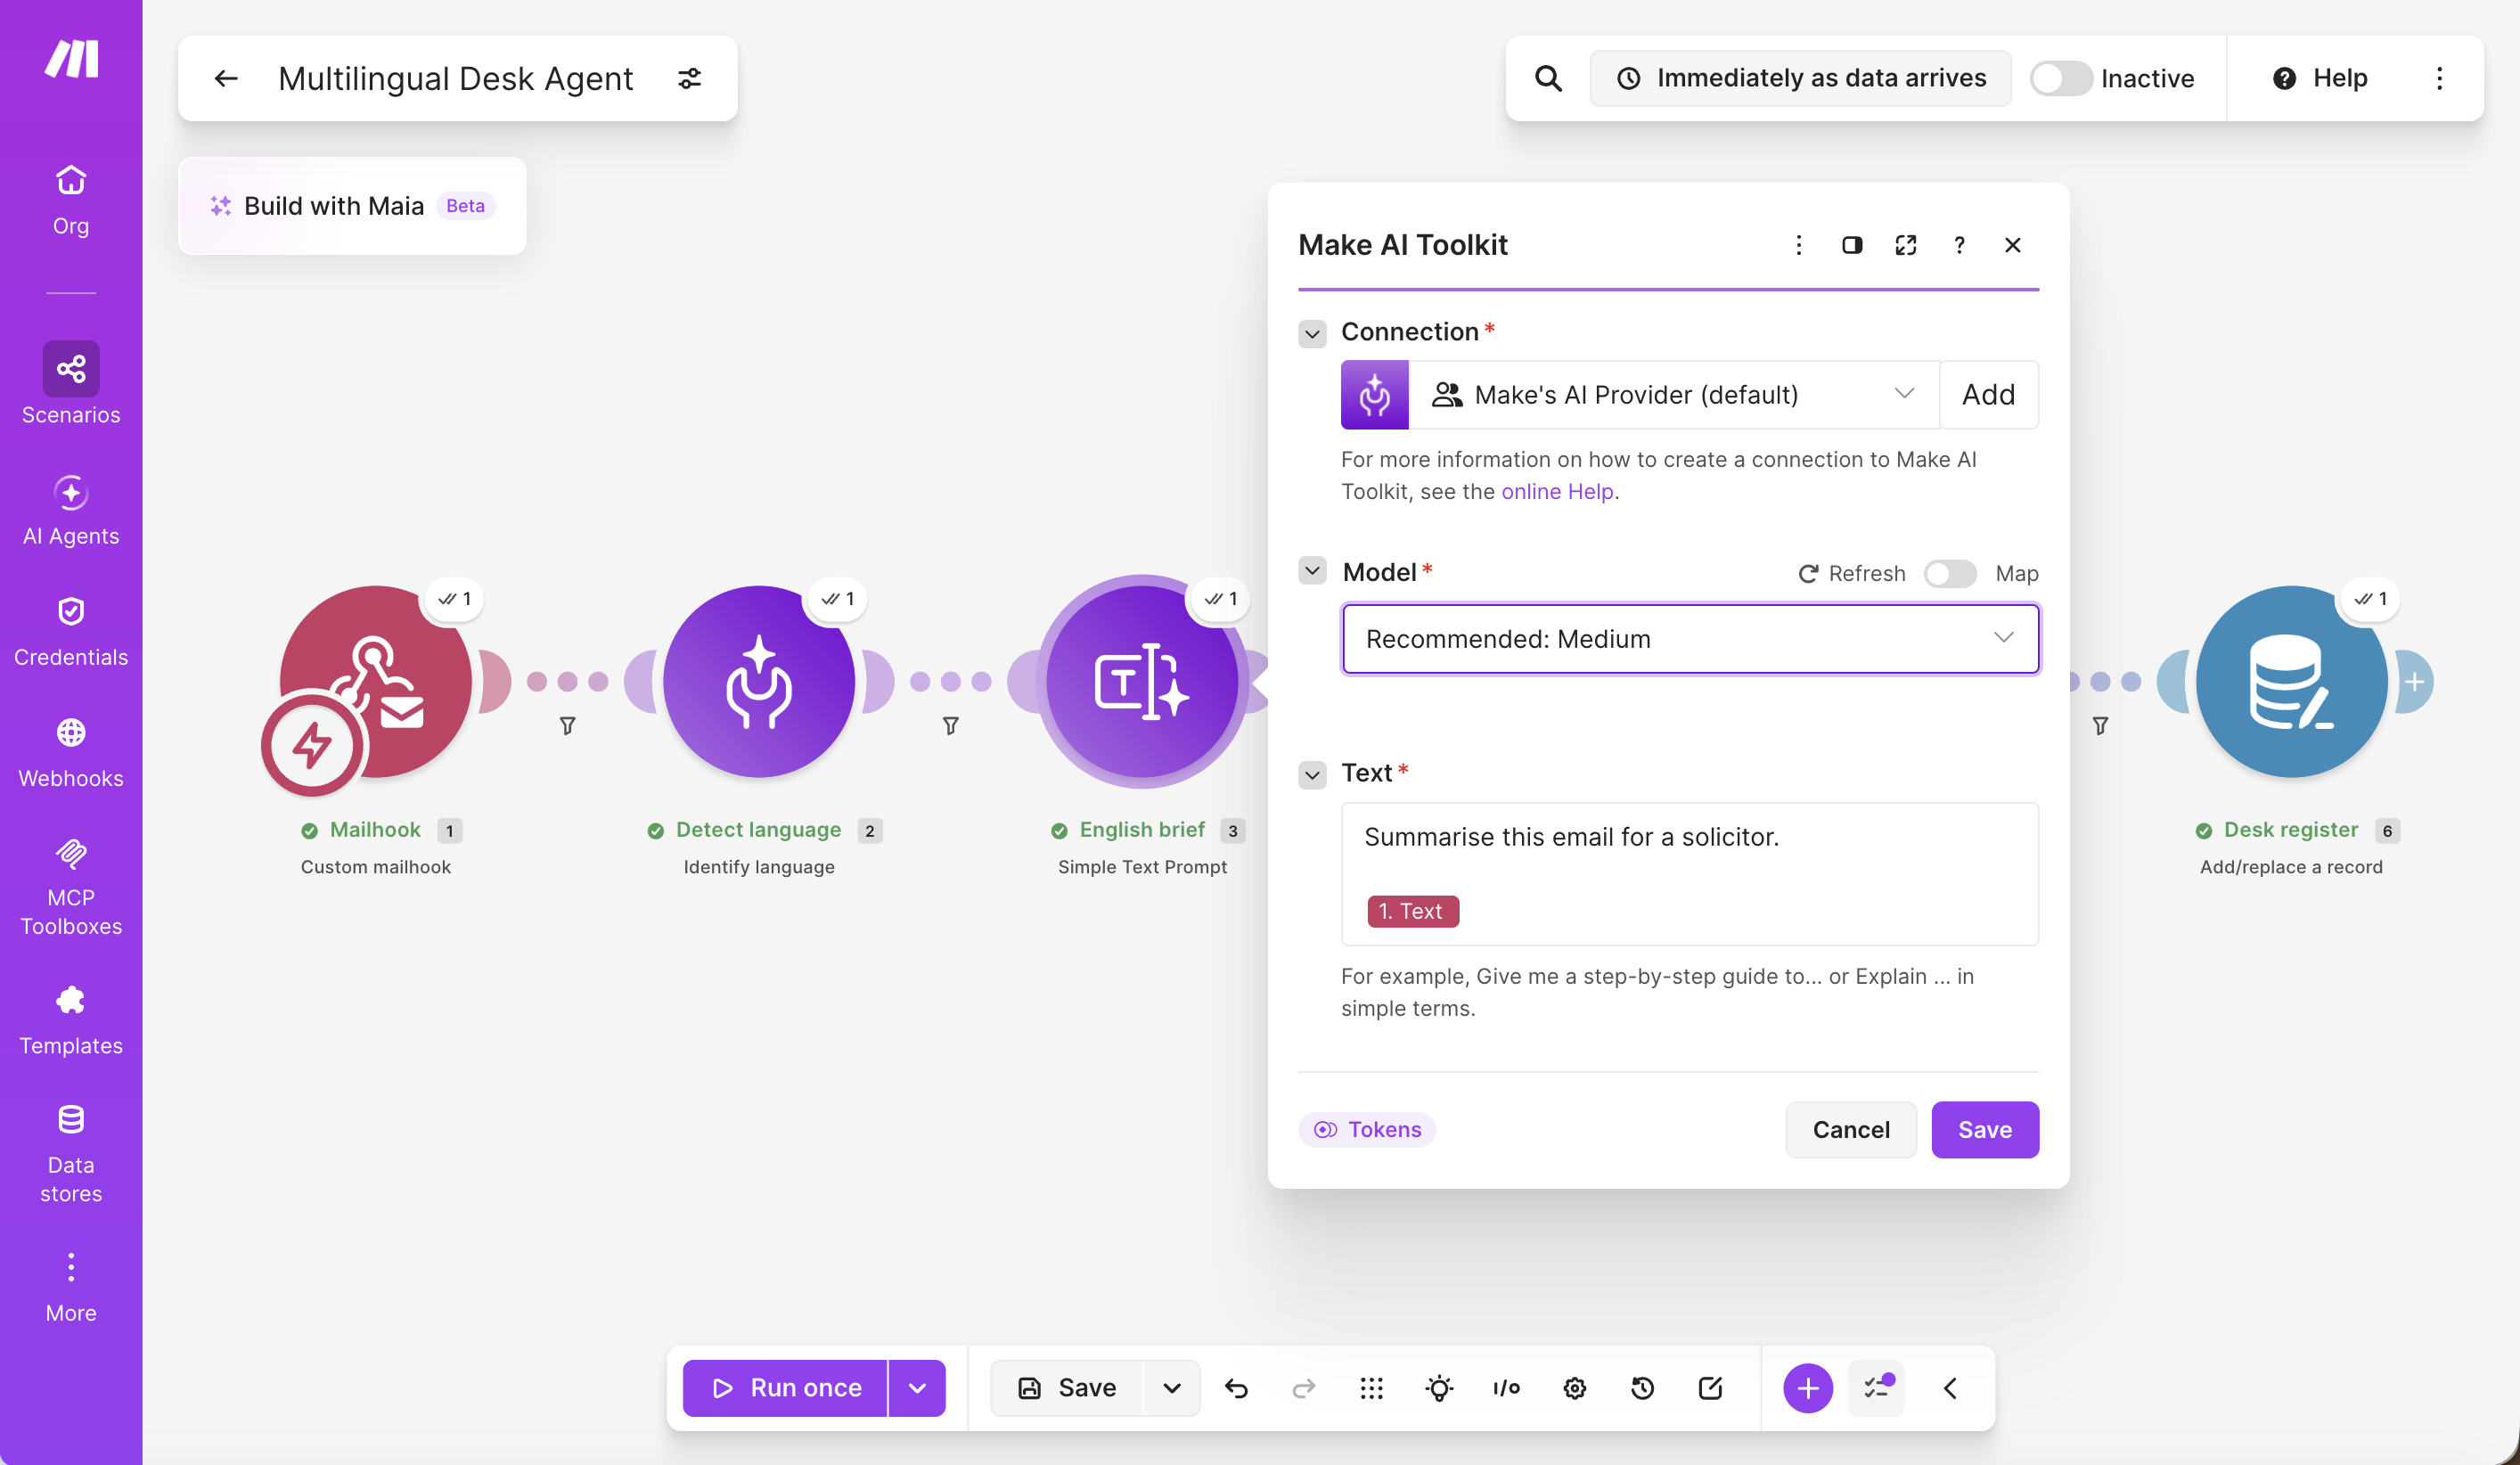 Multilingual Desk Agent
Immediately as data arrives
Inactive
Help
Build with Maia Beta
Org
Scenarios
AI Agents
Credentials
Webhooks
MCP
Toolboxes
Templates
Data
stores
More
1
Mailhook 1
Custom mailhook
1
Detect language 2
Identify language
1
T
English brief 3
Simple Text Prompt
Make AI Toolkit
?
Connection *
Make's AI Provider (default)
Add
For more information on how to create a connection to Make AI
Toolkit, see the online Help.
Model *
Refresh
Map
Recommended: Medium
Text *
Summarise this email for a solicitor.
1. Text
For example, Give me a step-by-step guide to... or Explain ... in
simple terms.
Tokens
Cancel
Save
1
Desk register 6
Add/replace a record
Run once
Save